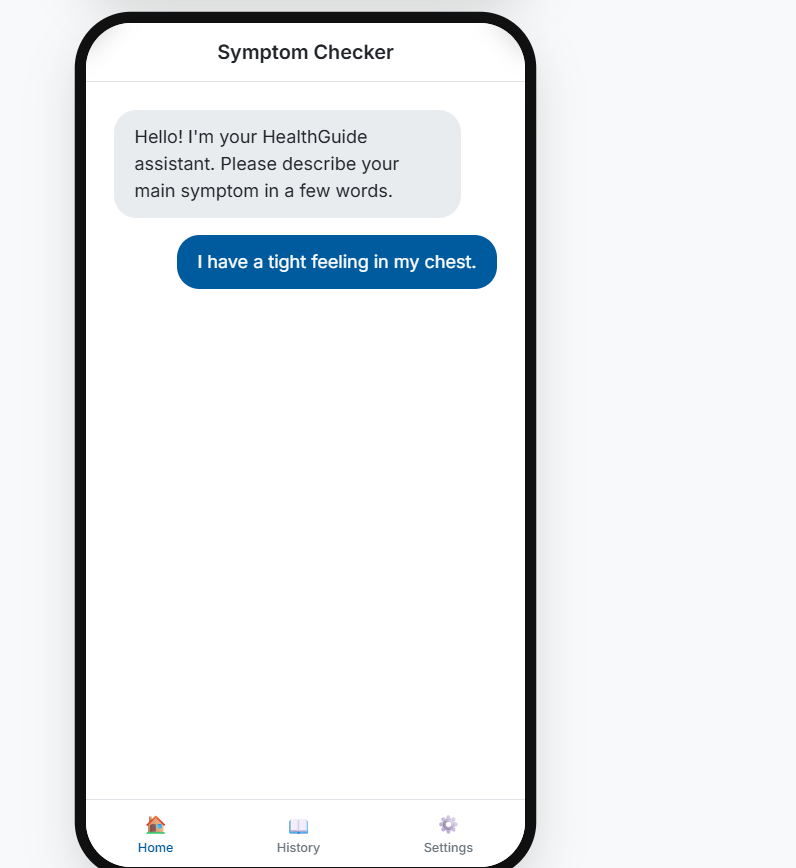 Symptom Checker
Hello! I'm your HealthGuide
assistant. Please describe your
main symptom in a few words.
I have a tight feeling in my chest.
Home
History
Settings